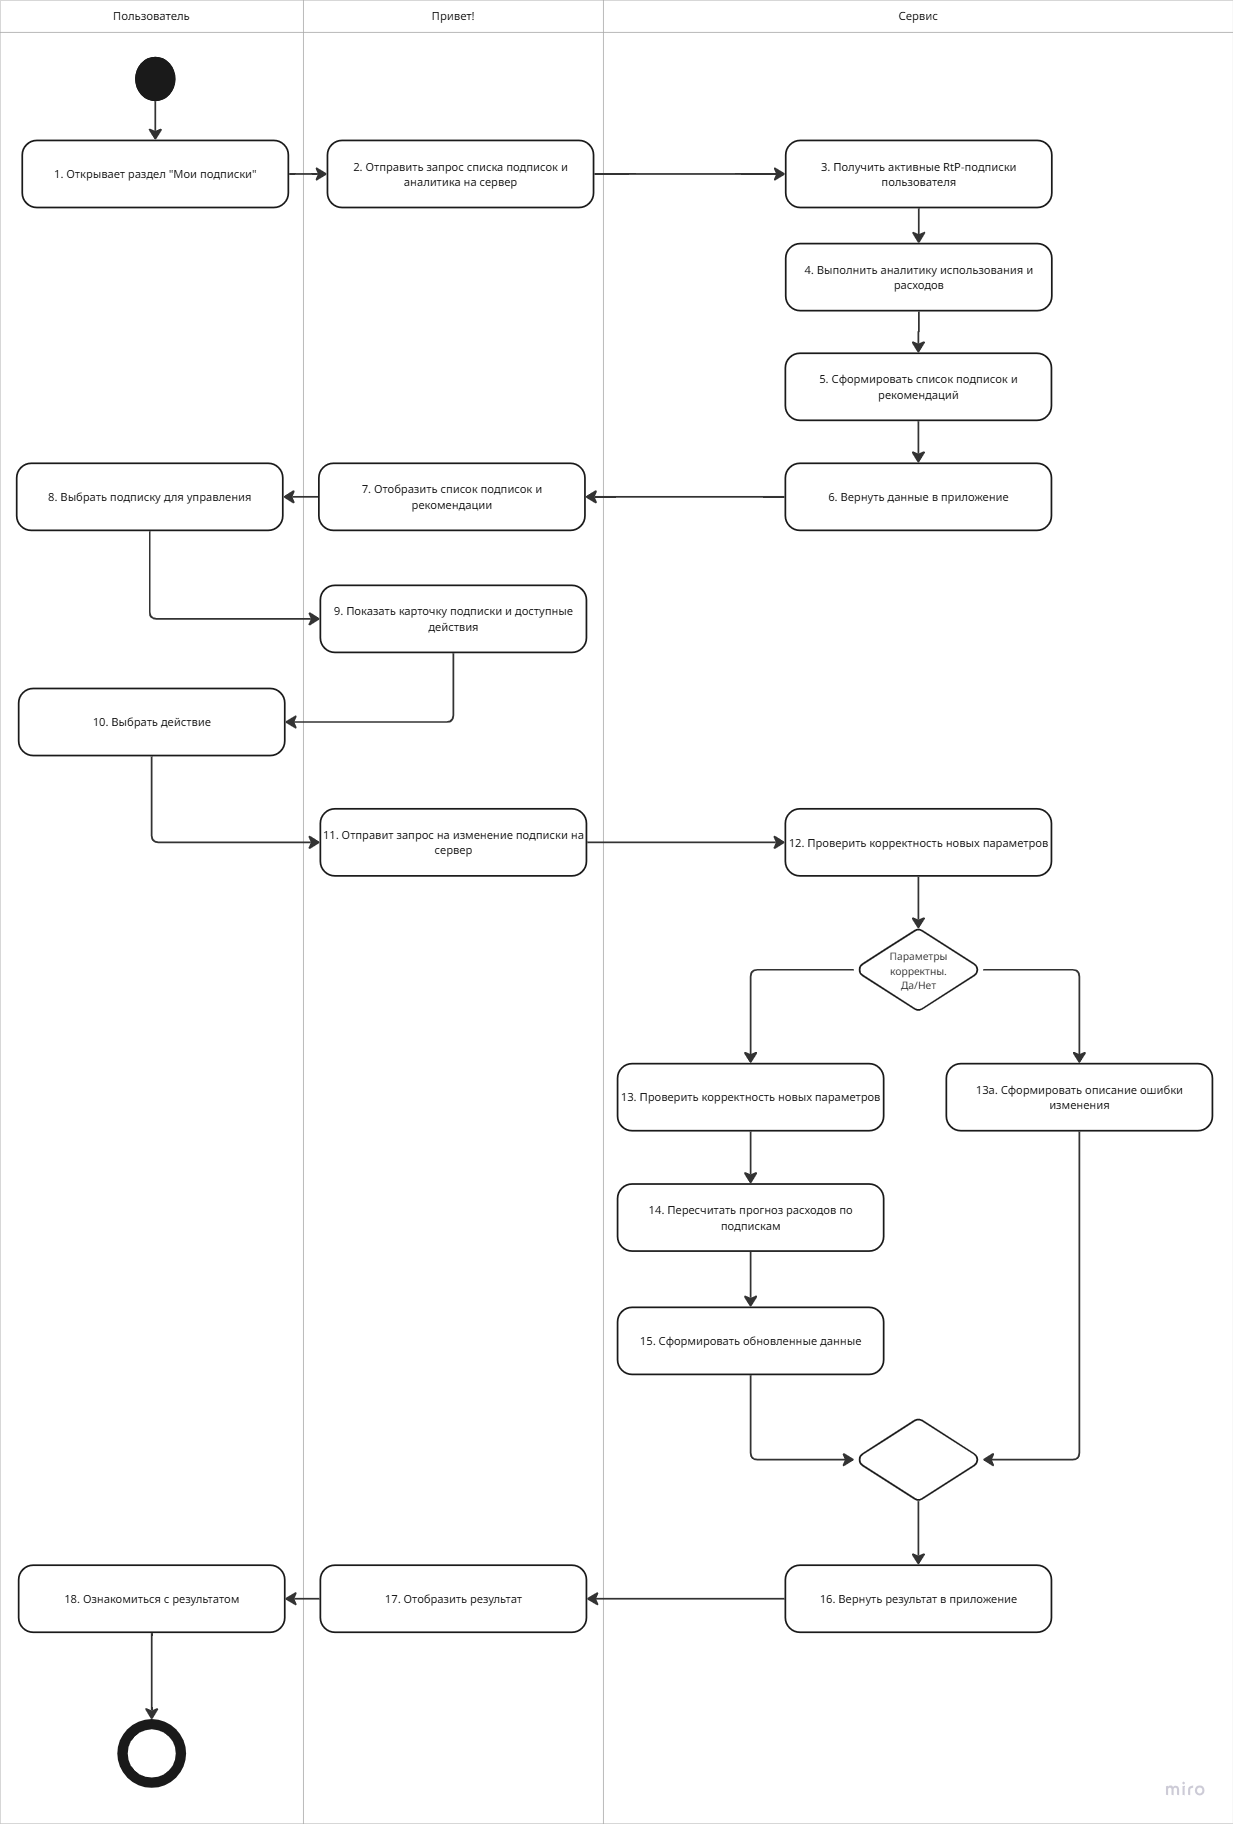 Пользователь
Привет!
Сервис
1. Открывает раздел "Мои подписки"
2. Отправить запрос списка подписок и
аналитика на сервер
3. Получить активные RtP-подписки
пользователя
4. Выполнить аналитику использования и
расходов
5. Сформировать список подписок и
рекомендаций
6. Вернуть данные в приложение
7. Отобразить список подписок и
рекомендации
8. Выбрать подписку для управления
9. Показать карточку подписки и доступные
действия
10. Выбрать действие
11. Отправит запрос на изменение подписки на
сервер
12. Проверить корректность новых параметров
Параметры
корректны.
Да/Нет
13. Проверить корректность новых параметров
13а. Сформировать описание ошибки
изменения
14. Пересчитать прогноз расходов по
подпискам
15. Сформировать обновленные данные
16. Вернуть результат в приложение
17. Отобразить результат
18. Ознакомиться с результатом
miro